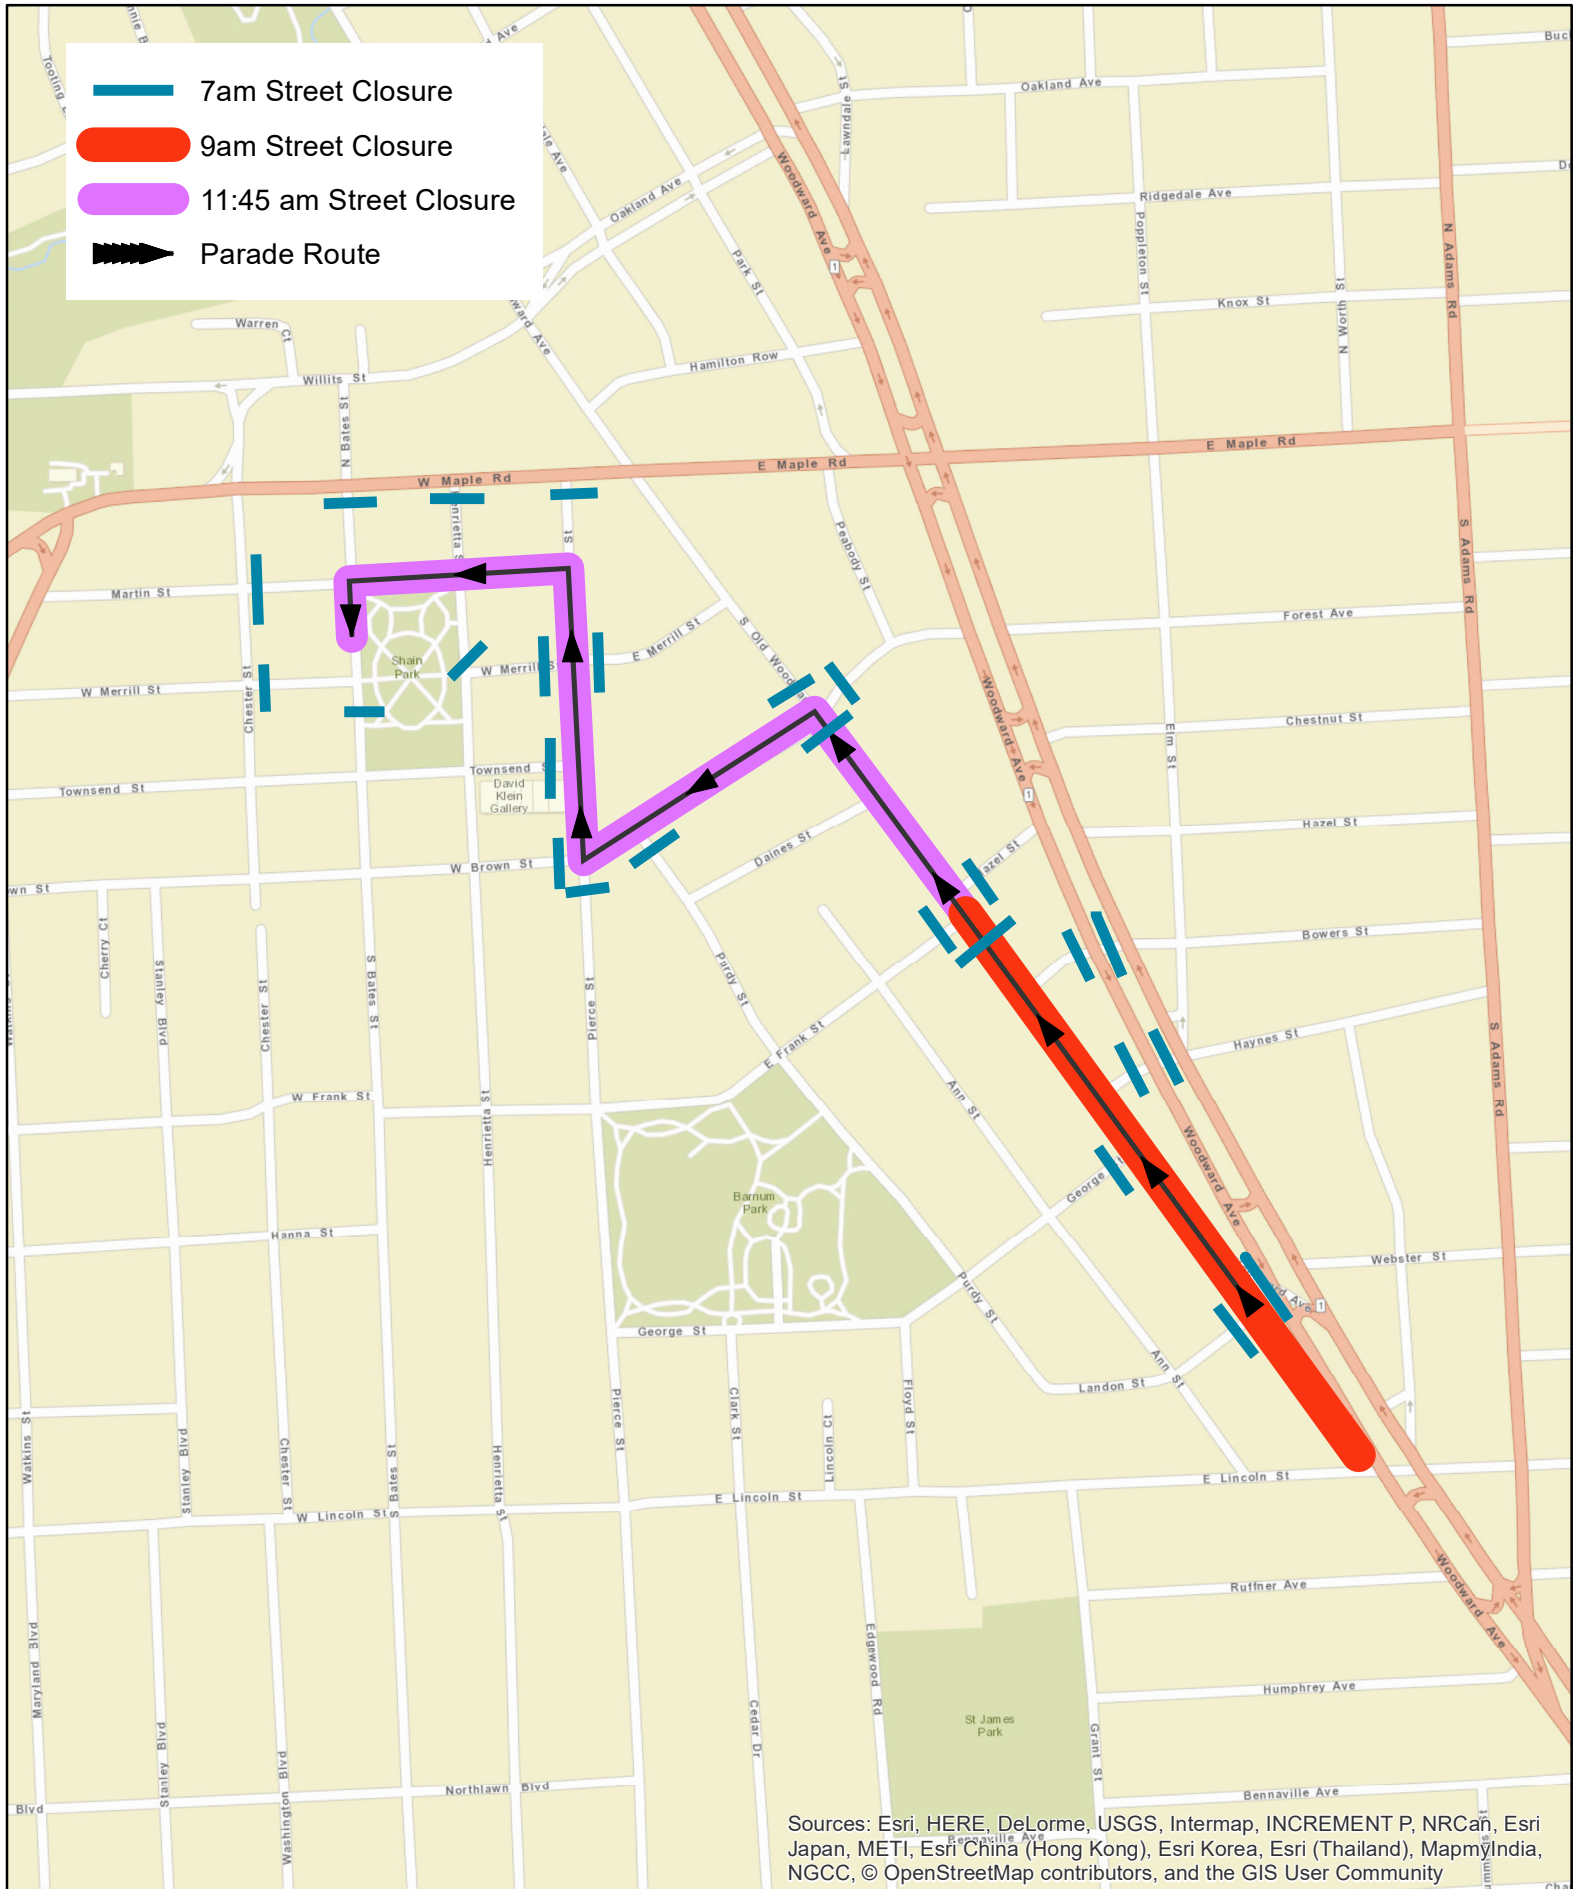 7am Street Closure
9am Street Closure
11:45 am Street Closure
Parade Route
Oakland Ave
Lawndale St
Oakland Ave
Woodward Ave
Ridgedale Ave
Poppleton St
N Adams Rd
Park St
1
Knox St
N Worth St
Warren Ct
Hamilton Row
Willits St
N Bates St
E Maple Rd
E Maple Rd
W Maple Rd
Peabody St
S Adams Rd
Martin St
Forest Ave
S Old
E Merrill St
Shain
Park
W Merrill
W Merrill St
Chester St
Woodward Ave
Chestnut St
Elm St
Townsend
Townsend St
David
Klein
Gallery
1
Hazel St
Daines St
W Brown St
Cherry Ct
Bowers St
Stanley Blvd
Chester St
S Bates St
Pierce St
Purdy St
E Frank St
Haynes St
S Adams Rd
W Frank St
Henrietta St
Ann St
Woodward Ave
Barnum
Park
George
Hanna St
Webster St
Purdy St
1
George St
Ann St
Landon St
Watkins St
Stanley Blvd
Chester St
S Bates St
Henrietta St
Pierce St
Clark St
Lincoln Ct
Floyd St
E Lincoln St
E Lincoln St
W Lincoln St
Woodward Ave
Ruffner Ave
Maryland Blvd
Edgewood Rd
Humphrey Ave
St James
Park
Cedar Dr
Grant St
Stanley Blvd
Washington Blvd
Northlawn Blvd
Blvd
Bennaville Ave
Bennaville Ave
Sources: Esri, HERE, DeLorme, USGS, Intermap, INCREMENT P, NRCan, Esri
Japan, METI, Esri China (Hong Kong), Esri Korea, Esri (Thailand), MapmyIndia,
NGCC, © OpenStreetMap contributors, and the GIS User Community